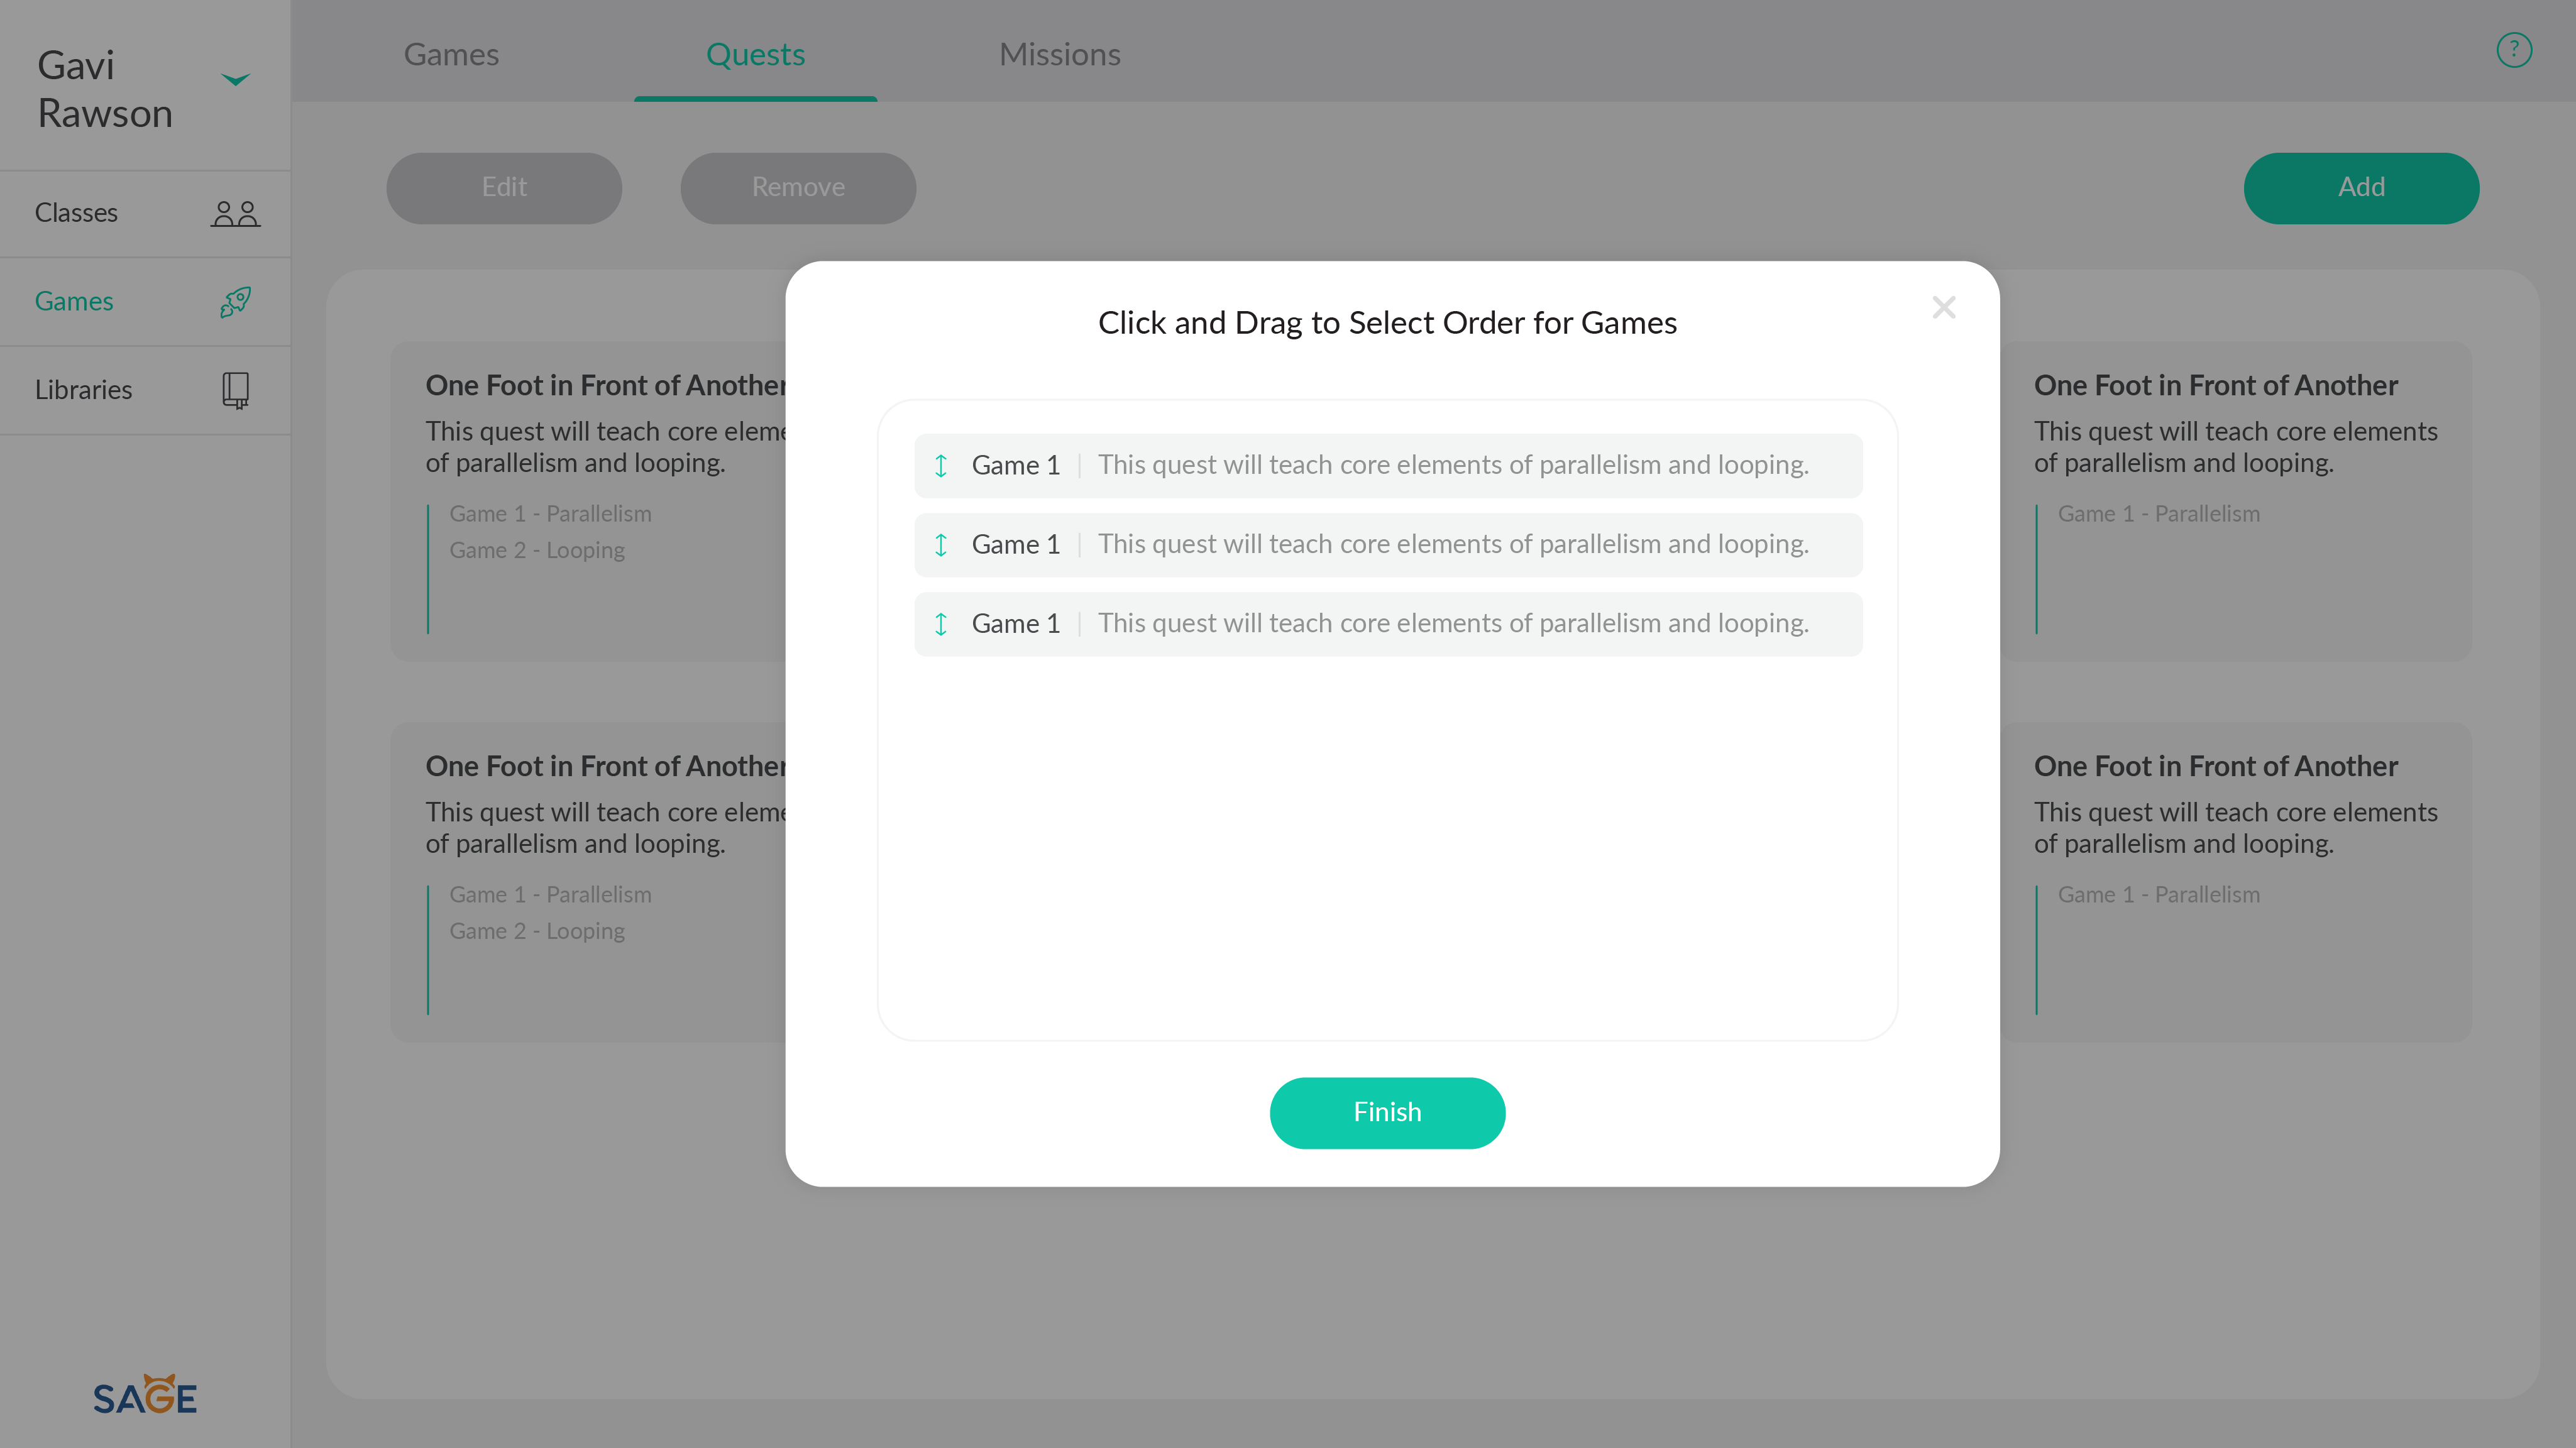 Gavi
Rawson
Classes
Games
Libraries
SAGE
Games
Quests
Missions
?
Edit
Remove
Add
One Foot in Front of Another
This quest will teach core eleme
of parallelism and looping.
Game 1 - Parallelism
Game 2 - Looping
One Foot in Front of Another
This quest will teach core eleme
of parallelism and looping.
Game 1 - Parallelism
Game 2 - Looping
Click and Drag to Select Order for Games
Game 1 | This quest will teach core elements of parallelism and looping.
Game 1 | This quest will teach core elements of parallelism and looping.
Game 1 | This quest will teach core elements of parallelism and looping.
Finish
One Foot in Front of Another
This quest will teach core elements
of parallelism and looping.
Game 1 - Parallelism
One Foot in Front of Another
This quest will teach core elements
of parallelism and looping.
Game 1 - Parallelism